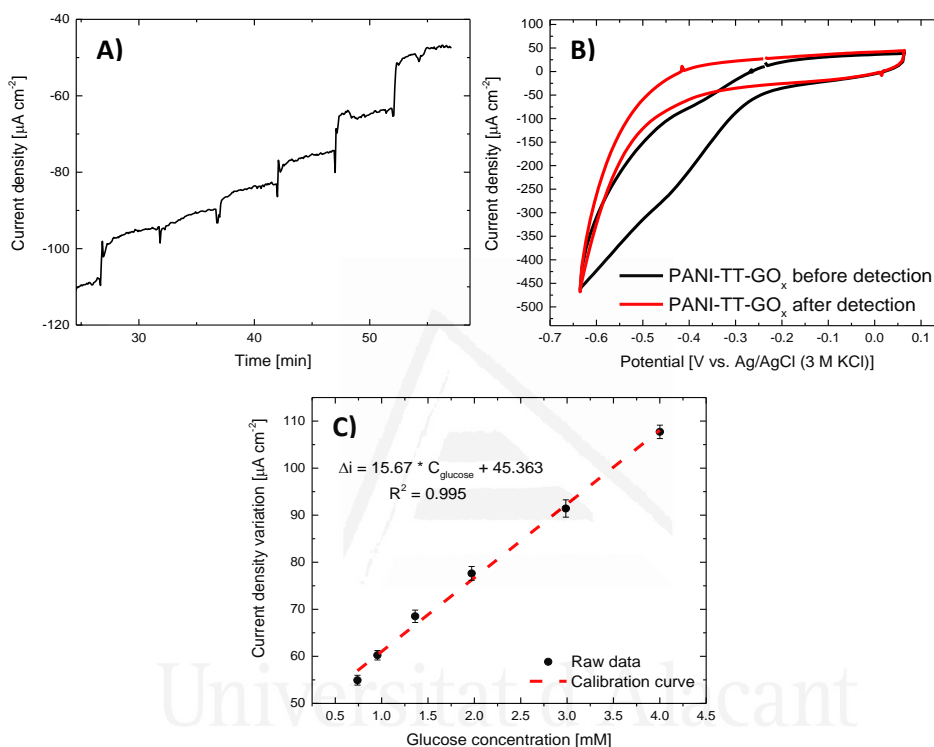 A)
-40
-60
-80
-100
-120
30
40
50
Current density [µA cm-2]
Time [min]
B)
100
50
0
-50
-100
-150
-200
-250
-300
-350
-400
-450
-500
-0.7
-0.6
-0.5
-0.4
-0.3
-0.2
-0.1
0.0
0.1
Current density [µA cm-2]
Potential [V vs. Ag/AgCl (3 M KCl)]
PANI-TT-GOx before detection
PANI-TT-GOx after detection
C)
Δi = 15.67 * Cglucose + 45.363
R2 = 0.995
110
100
90
80
70
60
50
0.5
1.0
1.5
2.0
2.5
3.0
3.5
4.0
4.5
Current density variation [µA cm-2]
Glucose concentration [mM]
Raw data
Calibration curve
Universitat d'Alacant